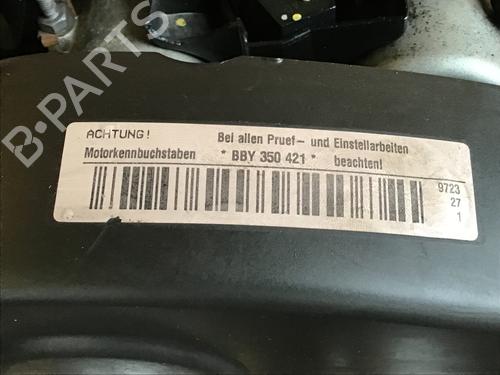 B-PARTS
ACHTUNG! Bei allen Pruef- und Einstellarbeiten
Motorkennbuchstaben * BBY 350 421 * beachten!
9723
27
1